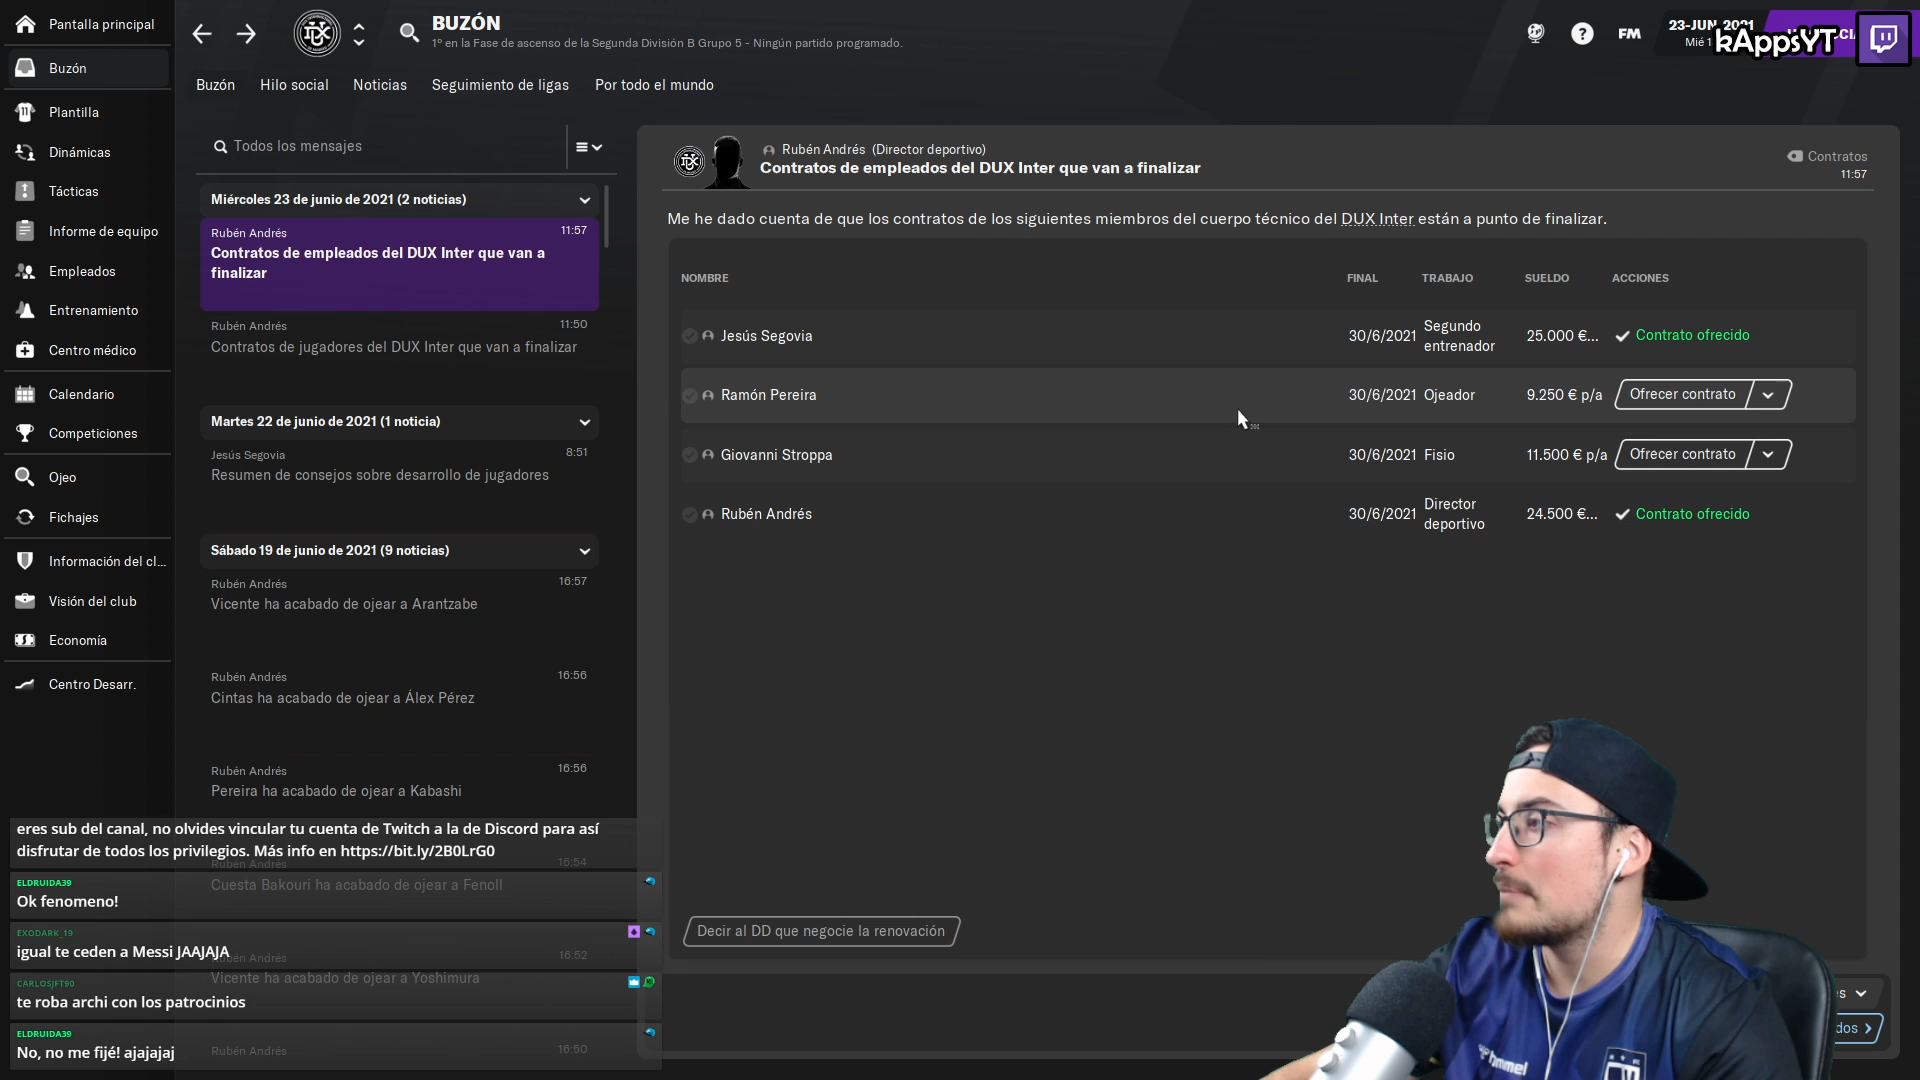 Pantalla principal
Buzón
Plantilla
Dinámicas
Tácticas
Informe de equipo
Empleados
Entrenamiento
Centro médico
Calendario
Competiciones
Ojeo
Fichajes
Información del cl...
Visión del club
Economía
Centro Desarr.
BUZÓN
1º en la Fase de ascenso de la Segunda División B Grupo 5 - Ningún partido programado.
FM
23-JUN. 2021
Mié
kAppsYT
Buzón
Hilo social
Noticias
Seguimiento de ligas
Por todo el mundo
Todos los mensajes
Miércoles 23 de junio de 2021 (2 noticias)
Rubén Andrés 11:57
Contratos de empleados del DUX Inter que van a
finalizar
Rubén Andrés 11:50
Contratos de jugadores del DUX Inter que van a finalizar
Martes 22 de junio de 2021 (1 noticia)
Jesús Segovia 8:51
Resumen de consejos sobre desarrollo de jugadores
Sábado 19 de junio de 2021 (9 noticias)
Rubén Andrés 16:57
Vicente ha acabado de ojear a Arantzabe
Rubén Andrés 16:56
Cintas ha acabado de ojear a Álex Pérez
Rubén Andrés 16:56
Pereira ha acabado de ojear a Kabashi
Rubén Andrés 16:54
Cuesta Bakouri ha acabado de ojear a Fenoll
Rubén Andrés 16:52
Vicente ha acabado de ojear a Yoshimura
Rubén Andrés 16:50
eres sub del canal, no olvides vincular tu cuenta de Twitch a la de Discord para así
disfrutar de todos los privilegios. Más info en https://bit.ly/2B0LrG0
ELDRUIDA39
Ok fenomeno!
EXODARK_19
igual te ceden a Messi JAAJAJA
CARLOSJFT90
te roba archi con los patrocinios
ELDRUIDA39
No, no me fijé! ajajajaj
Rubén Andrés (Director deportivo)
Contratos de empleados del DUX Inter que van a finalizar
Contratos
11:57
Me he dado cuenta de que los contratos de los siguientes miembros del cuerpo técnico del DUX Inter están a punto de finalizar.
NOMBRE FINAL TRABAJO SUELDO ACCIONES
Jesús Segovia 30/6/2021 Segundo entrenador 25.000 €... Contrato ofrecido
Ramón Pereira 30/6/2021 Ojeador 9.250 € p/a Ofrecer contrato
Giovanni Stroppa 30/6/2021 Fisio 11.500 € p/a Ofrecer contrato
Rubén Andrés 30/6/2021 Director deportivo 24.500 €... Contrato ofrecido
Decir al DD que negocie la renovación
hummel